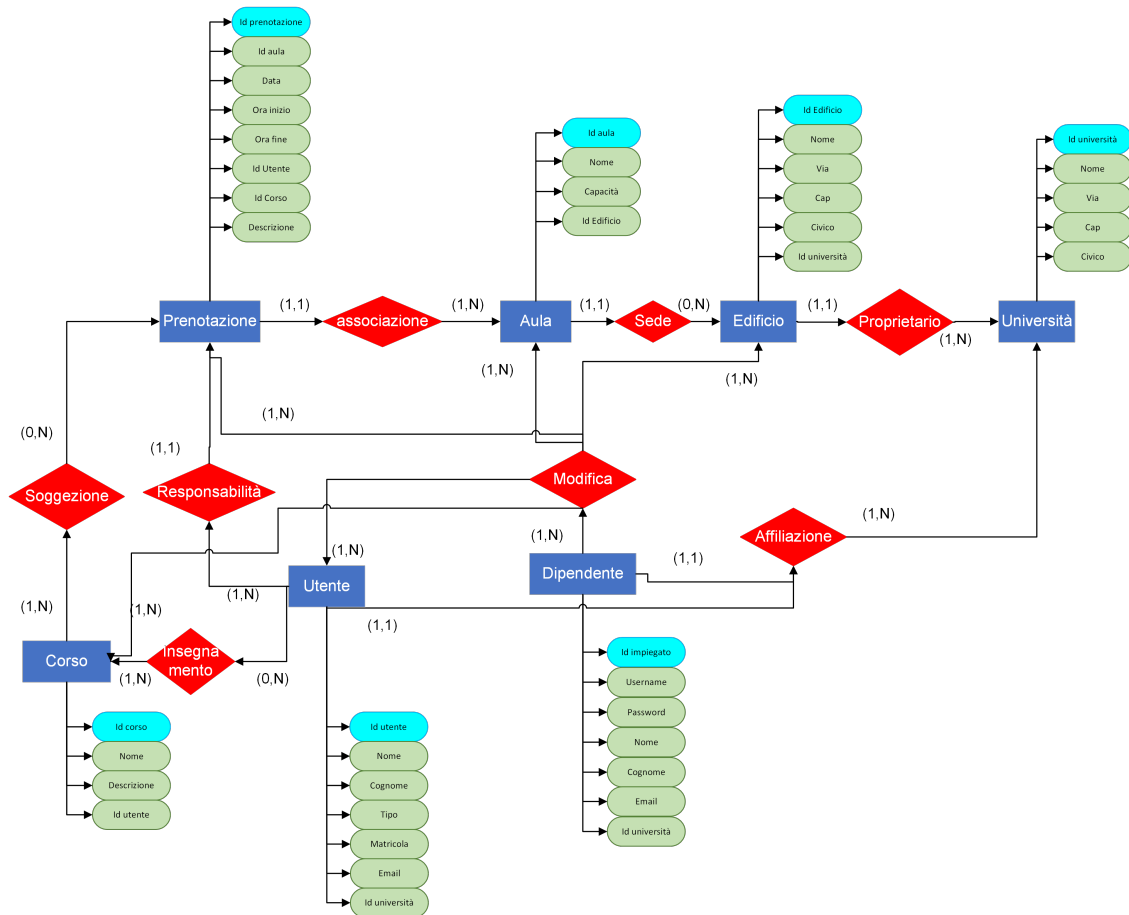 Id prenotazione
Id aula
Data
Ora inizio
Ora fine
Id Utente
Id Corso
Descrizione
Id aula
Nome
Capacità
Id Edificio
Id Edificio
Nome
Via
Cap
Civico
Id università
Id università
Nome
Via
Cap
Civico
Prenotazione
(1,1)
associazione
(1,N)
Aula
(1,1)
Sede
(0,N)
Edificio
(1,1)
Proprietario
(1,N)
Università
(1,N)
(1,N)
(1,N)
(0,N)
(1,1)
Soggezione
Responsabilità
Modifica
(1,N)
Affiliazione
(1,N)
(1,N)
Utente
Dipendente
(1,1)
(1,N)
(1,N)
(1,N)
(1,1)
Corso
(1,N)
Insegna
mento
(0,N)
Id corso
Nome
Descrizione
Id utente
Id utente
Nome
Cognome
Tipo
Matricola
Email
Id università
Id impiegato
Username
Password
Nome
Cognome
Email
Id università